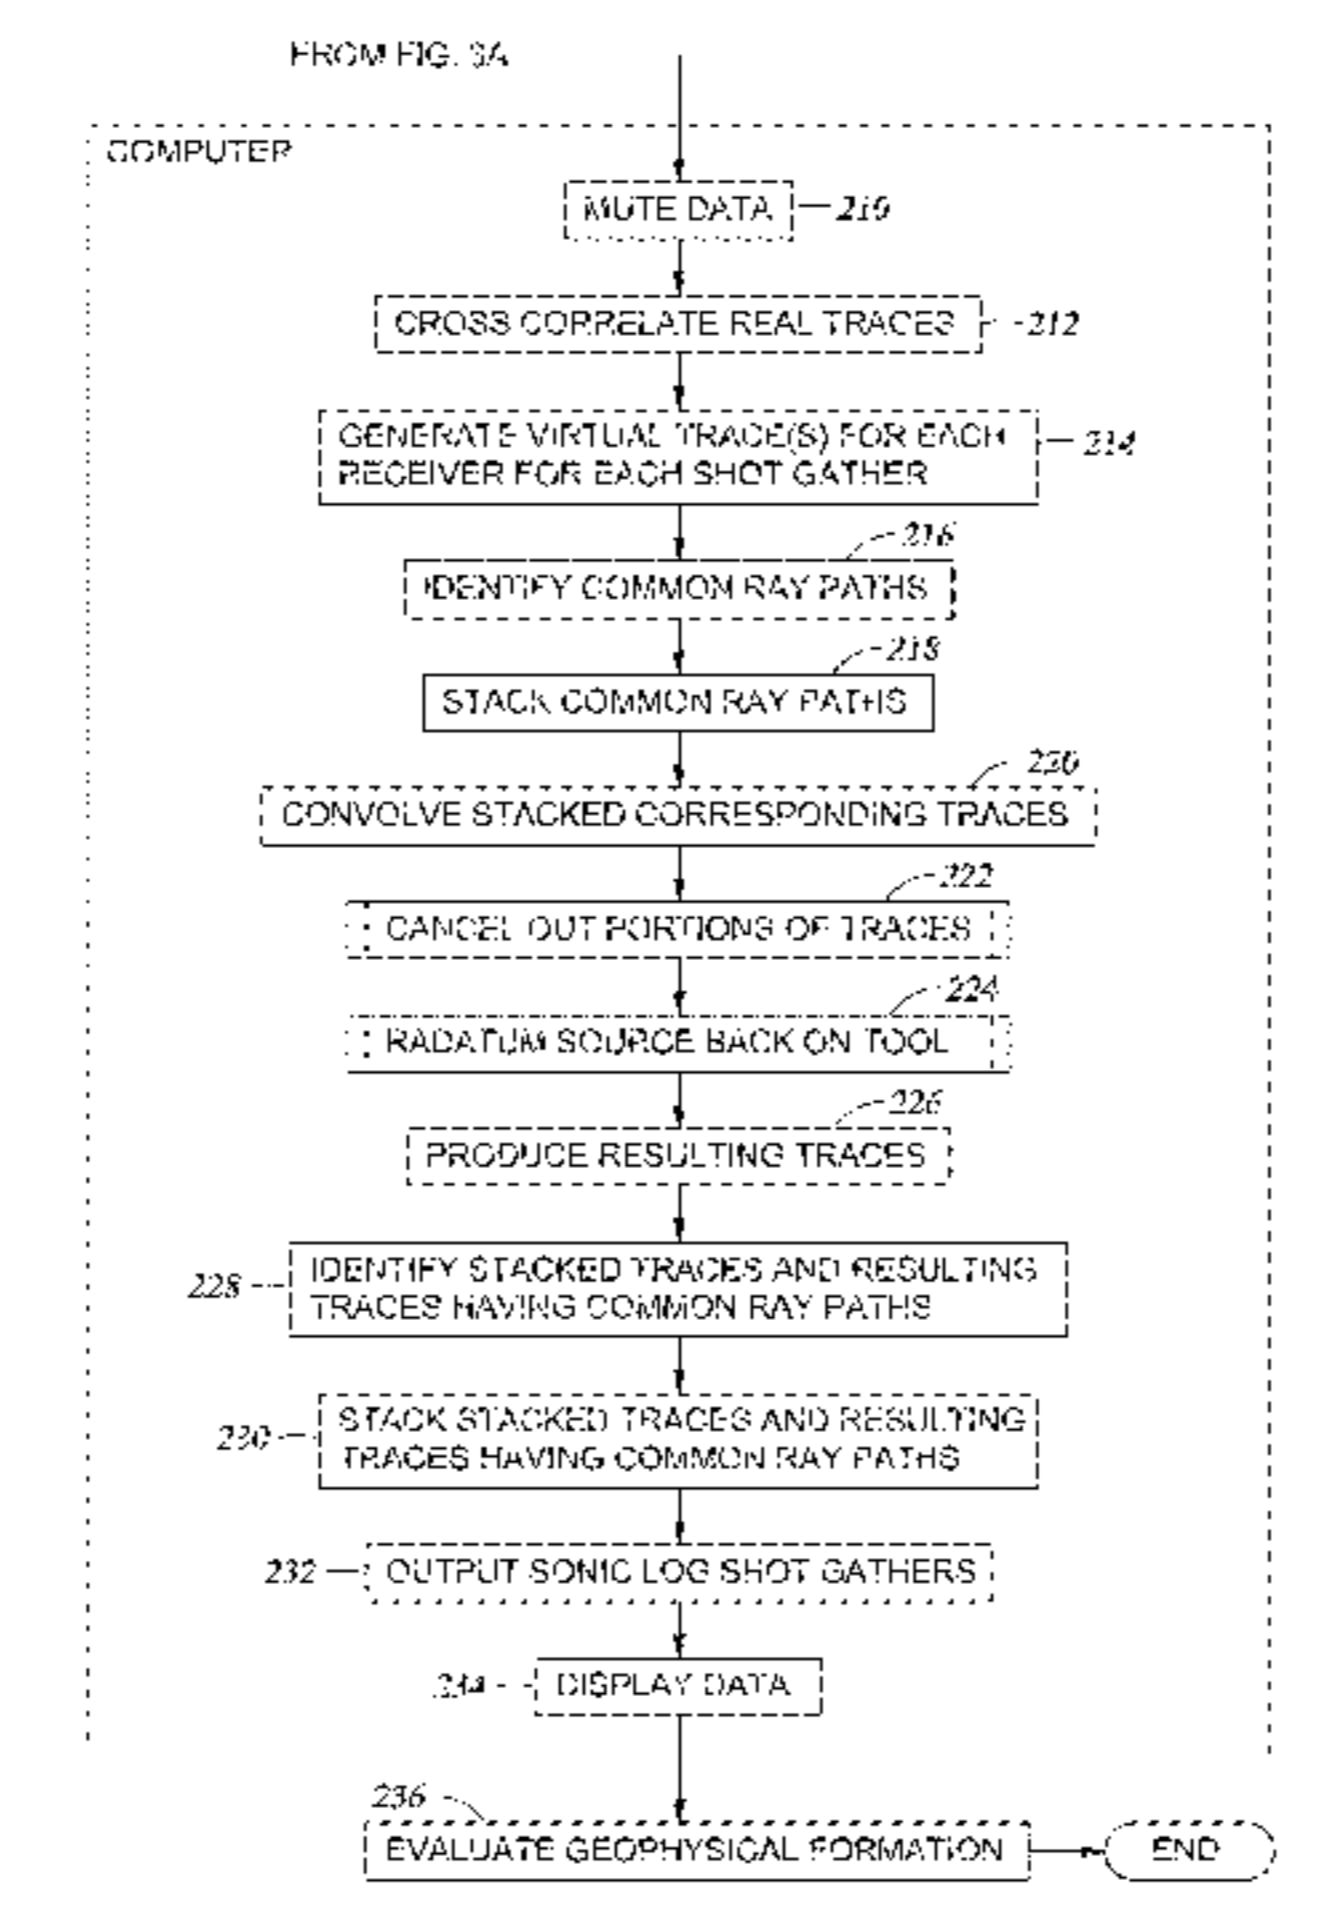 FROM FIG. 3A
COMPUTER
MUTE DATA
210
CROSS CORRELATE REAL TRACES
212
GENERATE VIRTUAL TRACE(S) FOR EACH
RECEIVER FOR EACH SHOT GATHER
214
216
IDENTIFY COMMON RAY PATHS
218
STACK COMMON RAY PATHS
220
CONVOLVE STACKED CORRESPONDING TRACES
222
CANCEL OUT PORTIONS OF TRACES
224
RADATUM SOURCE BACK ON TOOL
226
PRODUCE RESULTING TRACES
228
IDENTIFY STACKED TRACES AND RESULTING
TRACES HAVING COMMON RAY PATHS
230
STACK STACKED TRACES AND RESULTING
TRACES HAVING COMMON RAY PATHS
232
OUTPUT SONIC LOG SHOT GATHERS
234
DISPLAY DATA
236
EVALUATE GEOPHYSICAL FORMATION
END